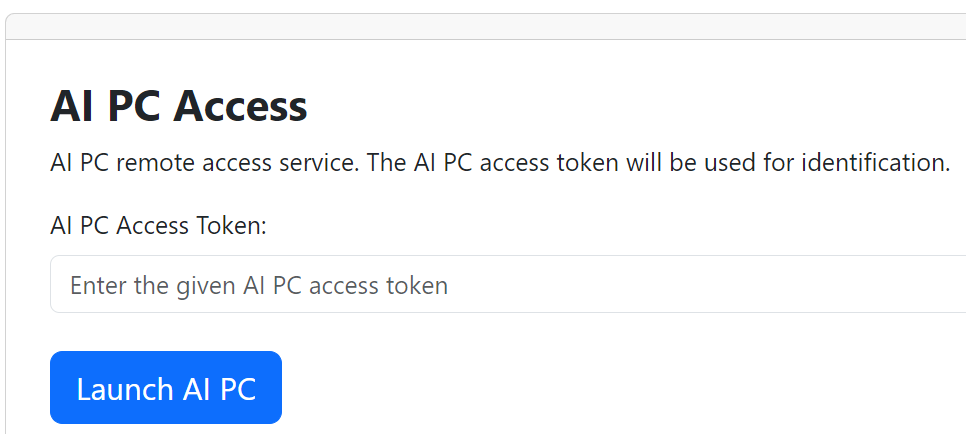 AI PC Access
AI PC remote access service. The AI PC access token will be used for identification.
AI PC Access Token:
Enter the given AI PC access token
Launch AI PC